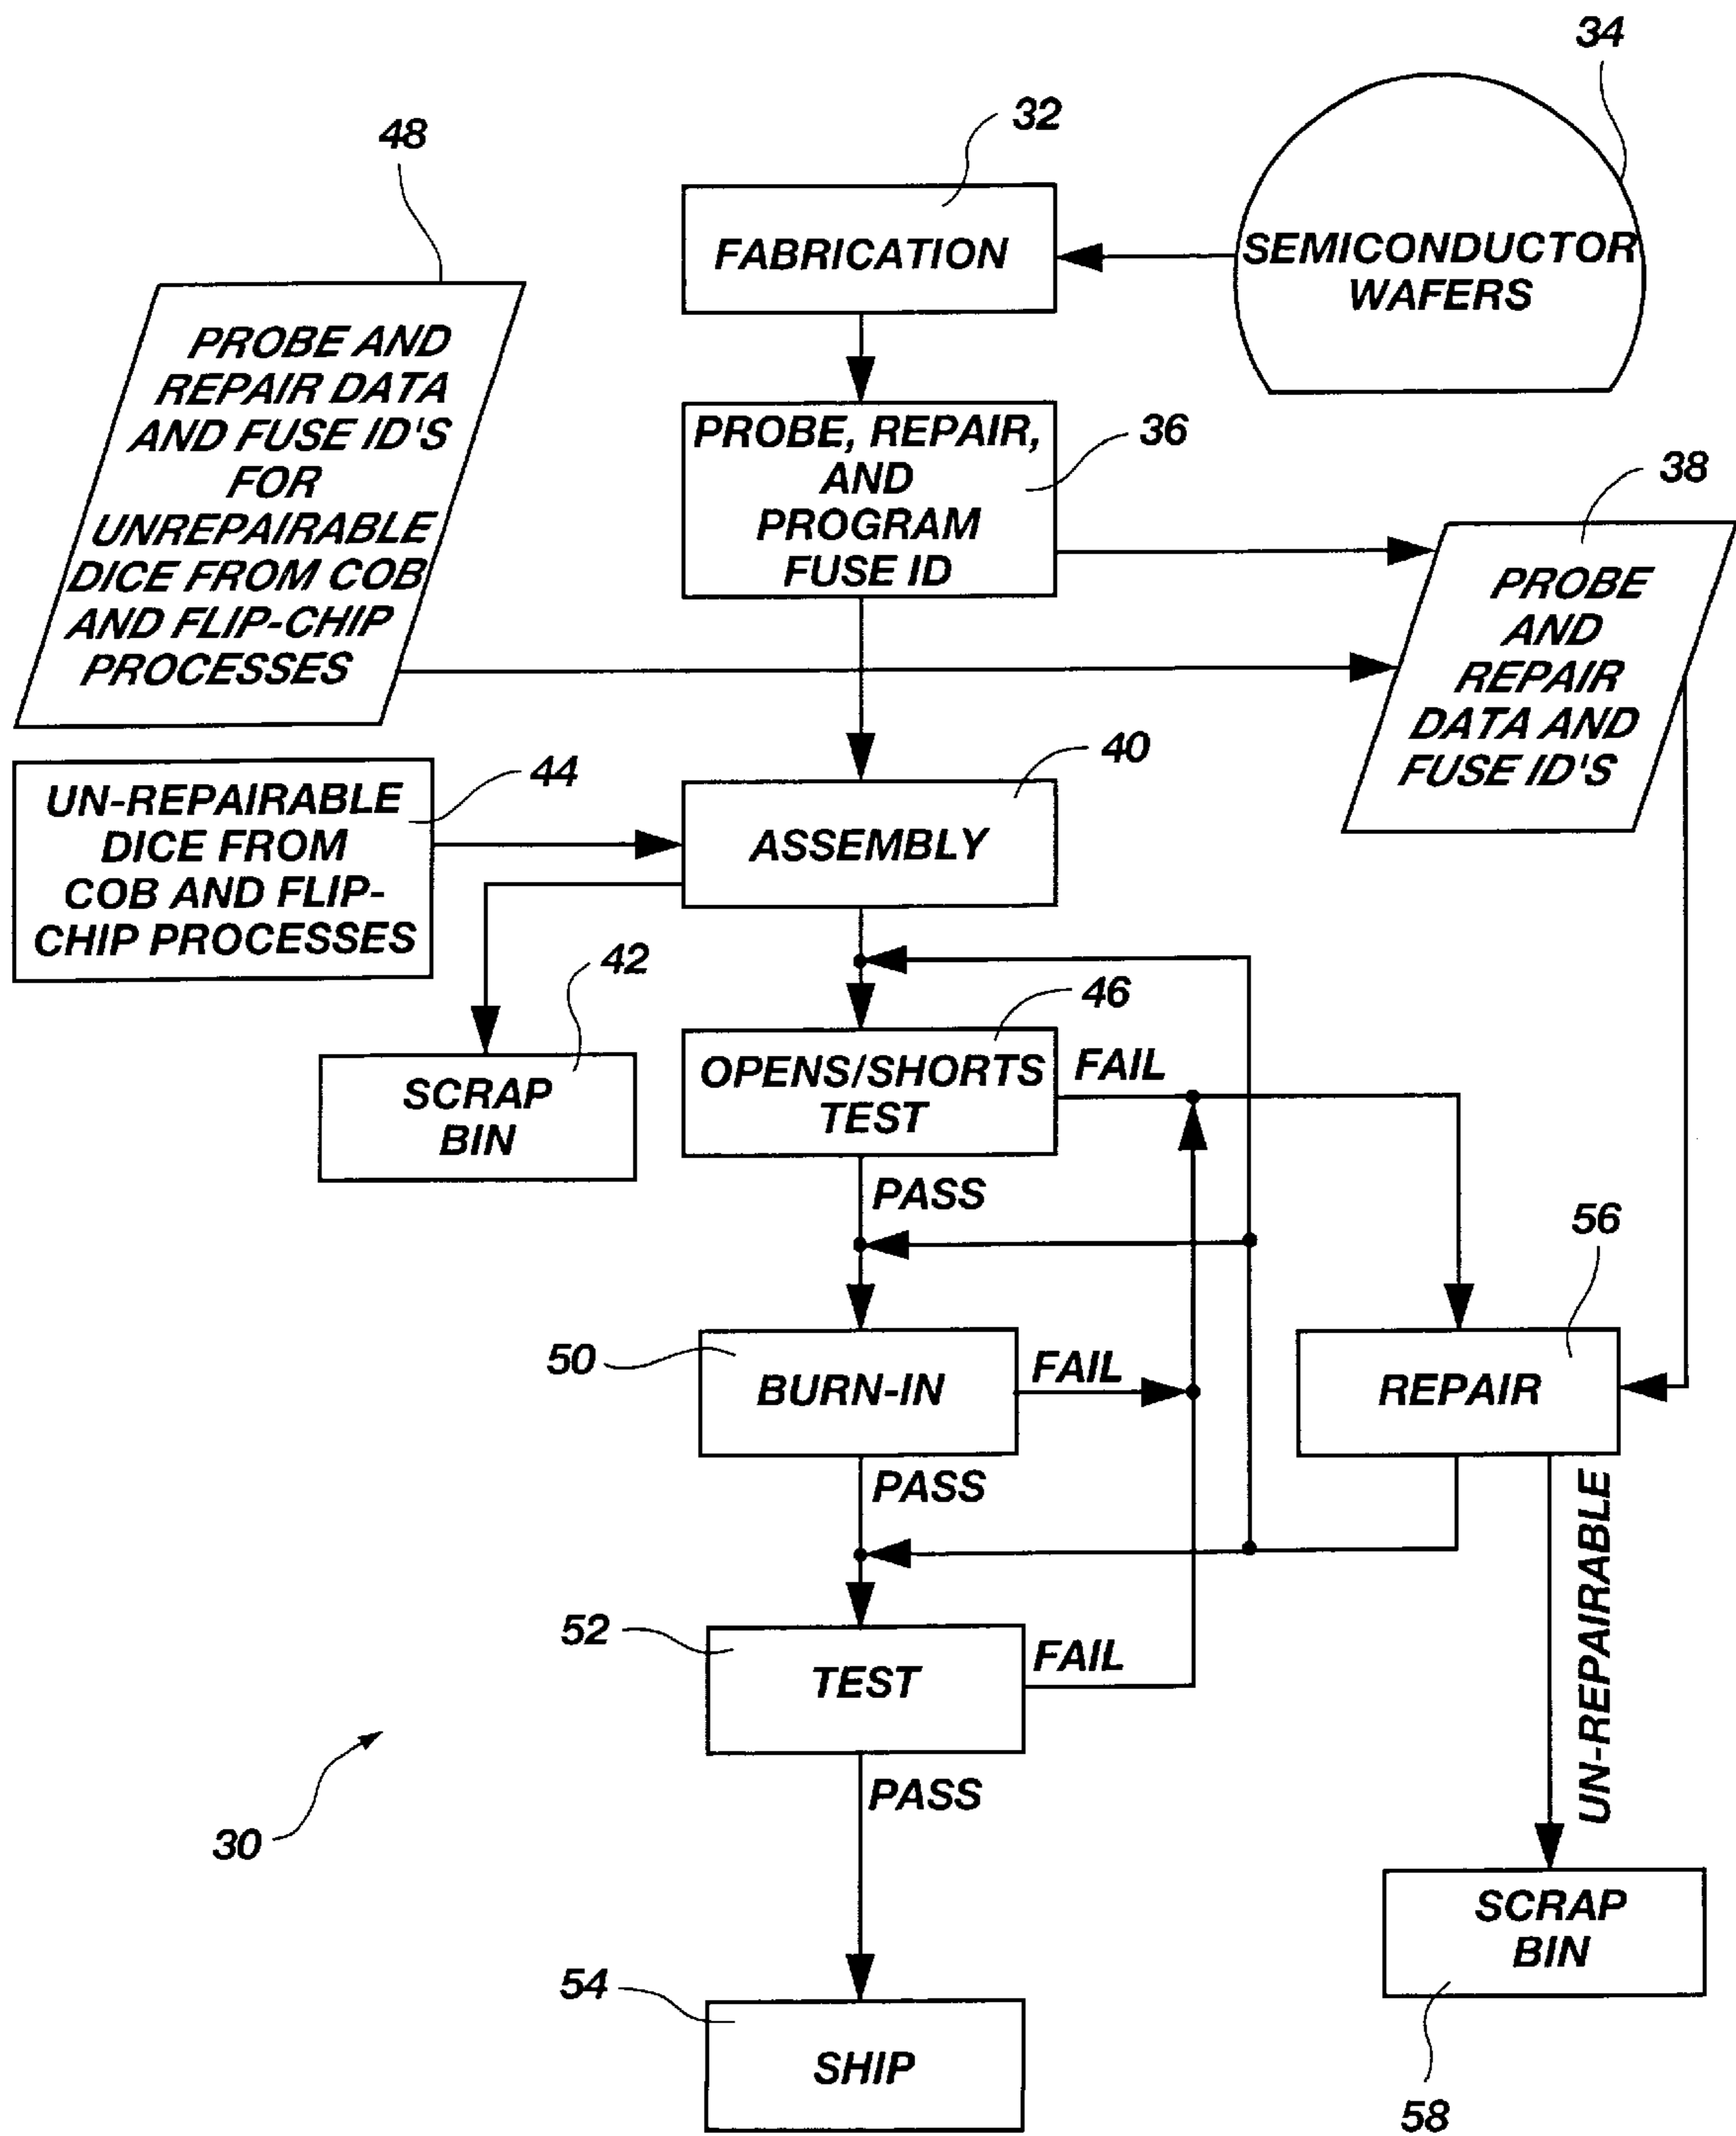 34
32
48
FABRICATION
SEMICONDUCTOR
WAFERS
PROBE AND
REPAIR DATA
AND FUSE ID'S
FOR
UNREPAIRABLE
DICE FROM COB
AND FLIP-CHIP
PROCESSES
PROBE, REPAIR,
AND
PROGRAM
FUSE ID
36
38
PROBE
AND
REPAIR
DATA AND
FUSE ID'S
44
UN-REPAIRABLE
DICE FROM
COB AND FLIP-
CHIP PROCESSES
40
ASSEMBLY
42
SCRAP
BIN
46
OPENS/SHORTS
TEST
FAIL
PASS
56
50
BURN-IN
FAIL
REPAIR
PASS
UN-REPAIRABLE
52
TEST
FAIL
PASS
30
SCRAP
BIN
54
SHIP
58